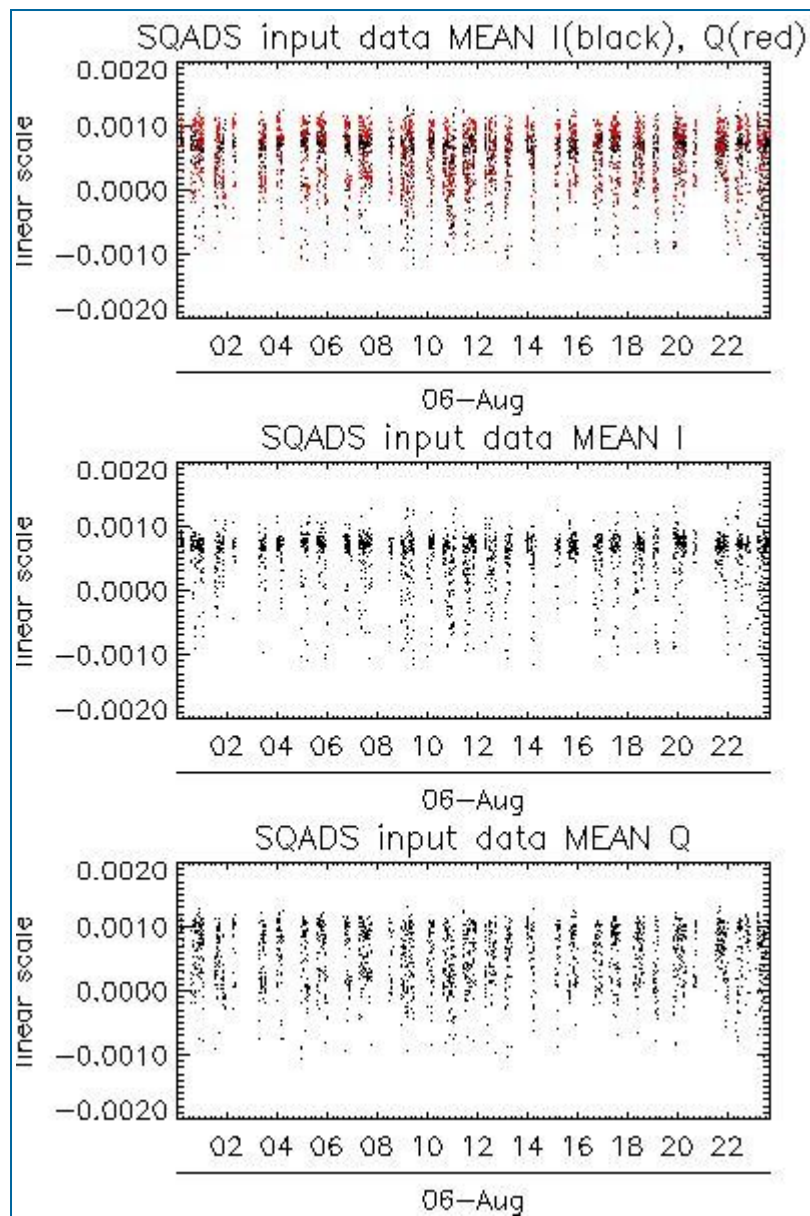 SQADS input data MEAN I(black), Q(red)
0.0020
0.0010
0.0000
-0.0010
-0.0020
linear scale
02 04 06 08 10 12 14 16 18 20 22
06-Aug
SQADS input data MEAN I
0.0020
0.0010
0.0000
-0.0010
-0.0020
linear scale
02 04 06 08 10 12 14 16 18 20 22
06-Aug
SQADS input data MEAN Q
0.0020
0.0010
0.0000
-0.0010
-0.0020
linear scale
02 04 06 08 10 12 14 16 18 20 22
06-Aug